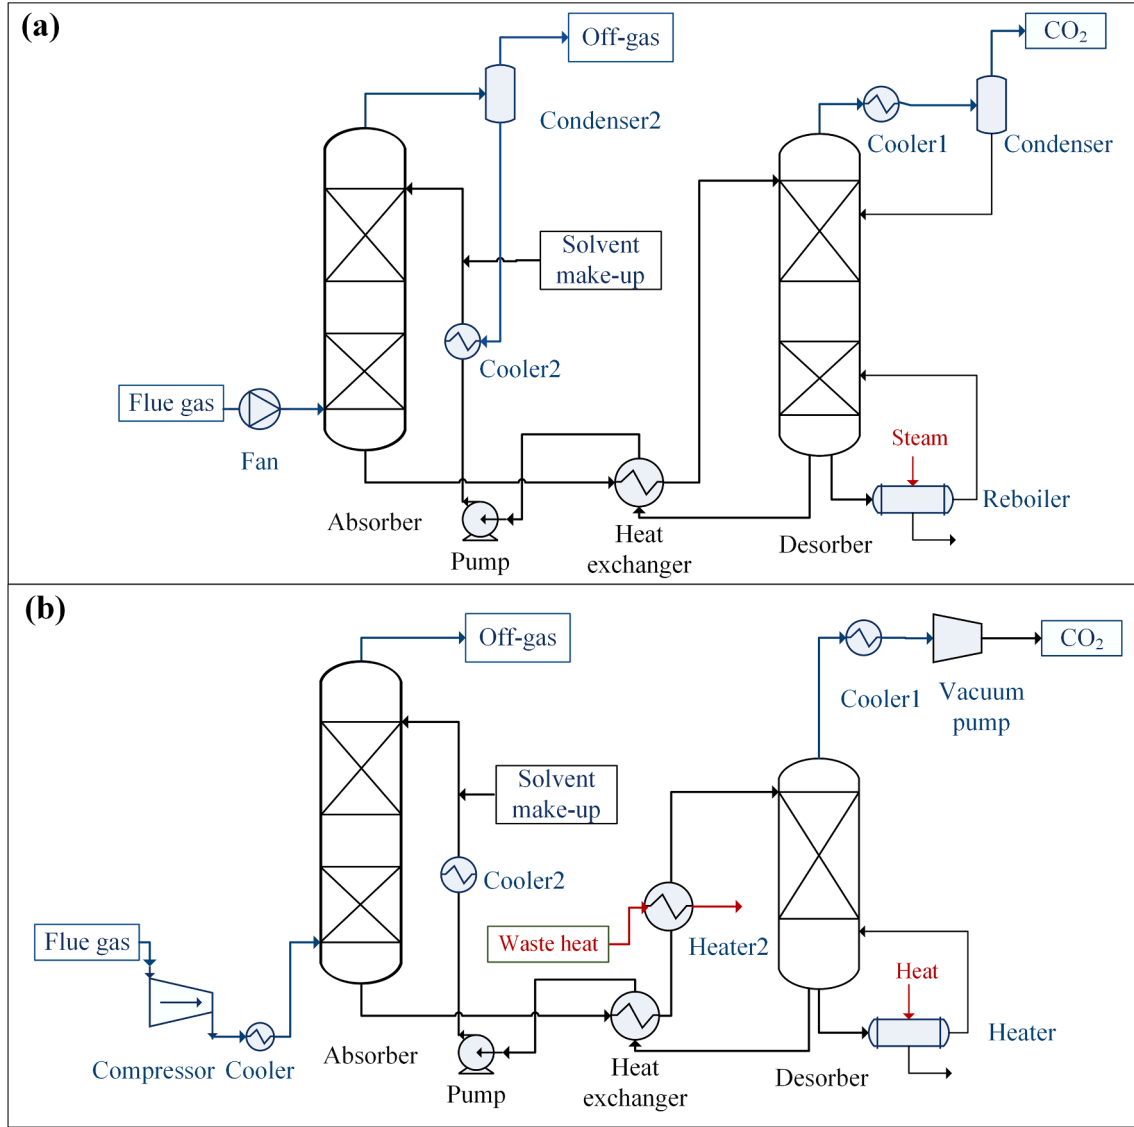 (a)
Off-gas
CO₂
Condenser2
Cooler1
Condenser
Solvent
make-up
Cooler2
Flue gas
Fan
Steam
Reboiler
Absorber
Pump
Heat
exchanger
Desorber
(b)
Off-gas
CO₂
Cooler1
Vacuum
pump
Solvent
make-up
Cooler2
Flue gas
Waste heat
Heater2
Heat
Heater
Compressor
Cooler
Absorber
Pump
Heat
exchanger
Desorber